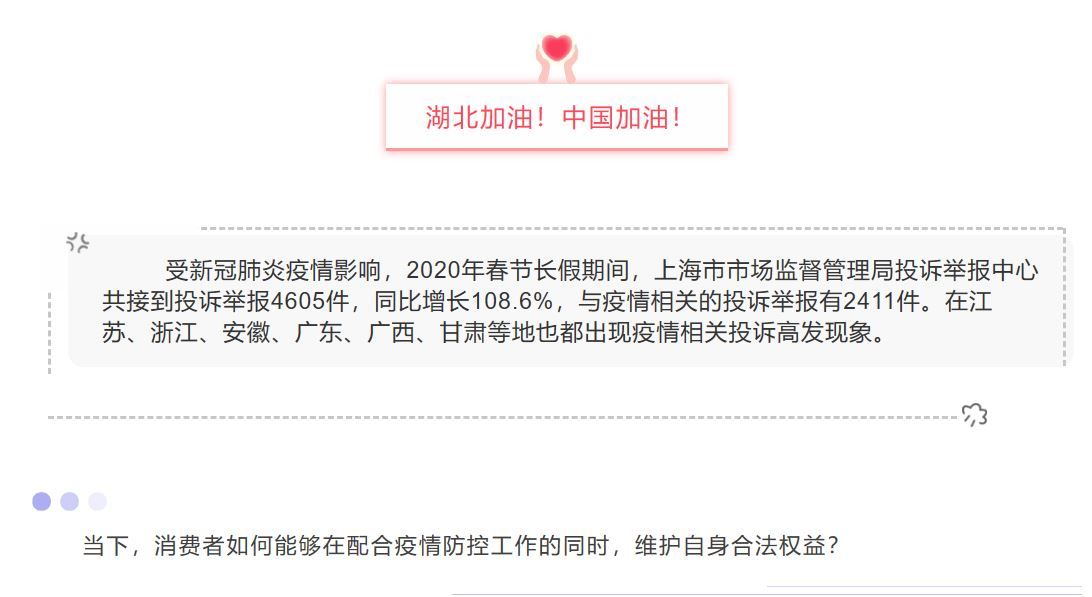 湖北加油！中国加油！
受新冠肺炎疫情影响，2020年春节长假期间，上海市市场监督管理局投诉举报中心
共接到投诉举报4605件，同比增长108.6%，与疫情相关的投诉举报有2411件。在江
苏、浙江、安徽、广东、广西、甘肃等地也都出现疫情相关投诉高发现象。
当下，消费者如何能够在配合疫情防控工作的同时，维护自身合法权益？